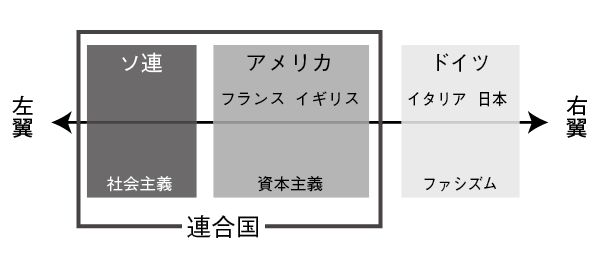 左翼
ソ連
社会主義
アメリカ
フランス イギリス
資本主義
ドイツ
イタリア 日本
ファシズム
右翼
連合国